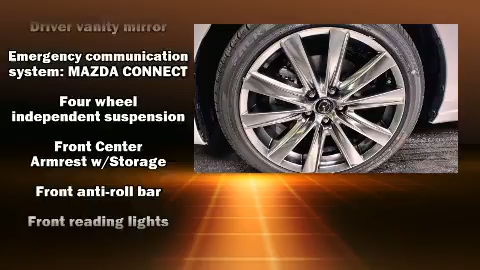 Driver vanity mirror
Emergency communication
system: MAZDA CONNECT
Four wheel
independent suspension
Front Center
Armrest w/Storage
Front anti-roll bar
Front reading lights